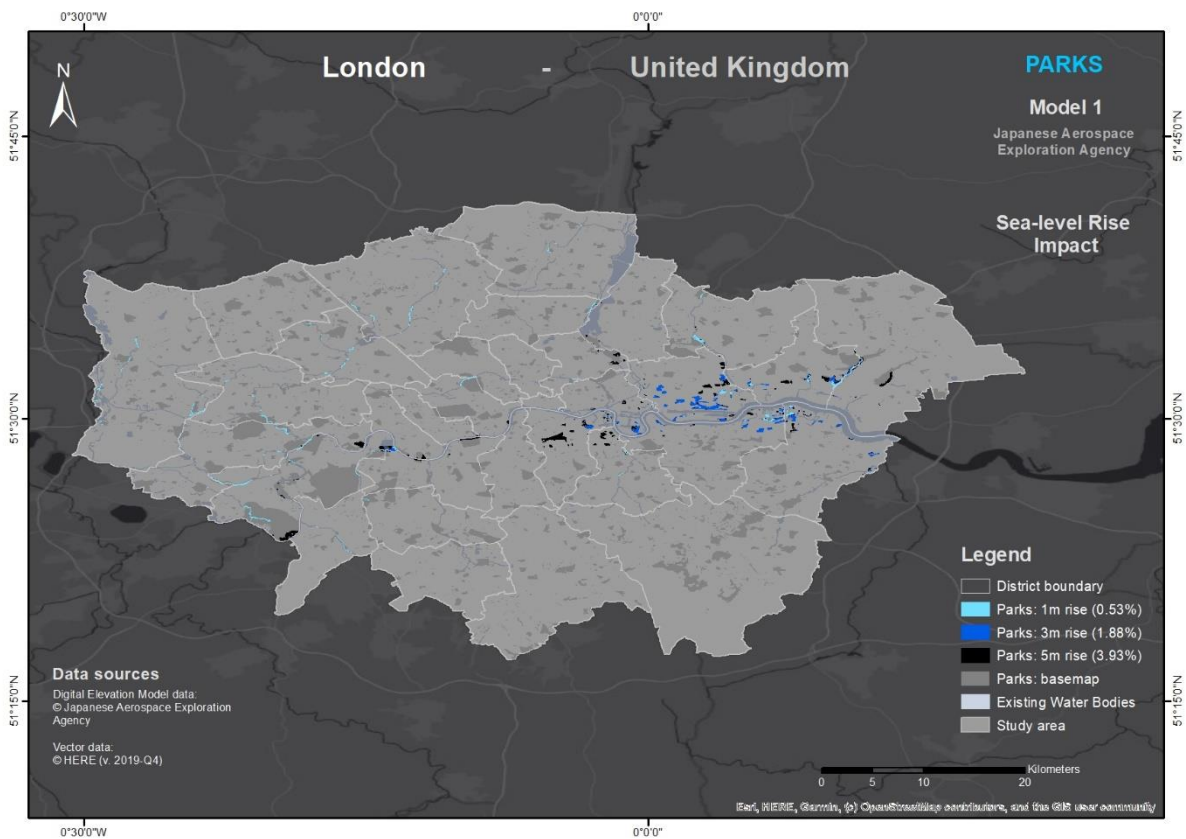 0°30'0"W
0°0'0"
London - United Kingdom
PARKS
N
Model 1
Japanese Aerospace
Exploration Agency
51°45'0"N
51°45'0"N
Sea-level Rise
Impact
51°30'0"N
51°30'0"N
Legend
District boundary
Parks: 1m rise (0.53%)
Parks: 3m rise (1.88%)
Parks: 5m rise (3.93%)
Parks: basemap
Existing Water Bodies
Study area
Data sources
Digital Elevation Model data:
© Japanese Aerospace Exploration
Agency
Vector data:
© HERE (v. 2019-Q4)
51°15'0"N
51°15'0"N
Kilometers
0 5 10 20
Esri, HERE, Garmin, (c) OpenStreetMap contributors, and the GIS user community
0°30'0"W
0°0'0"